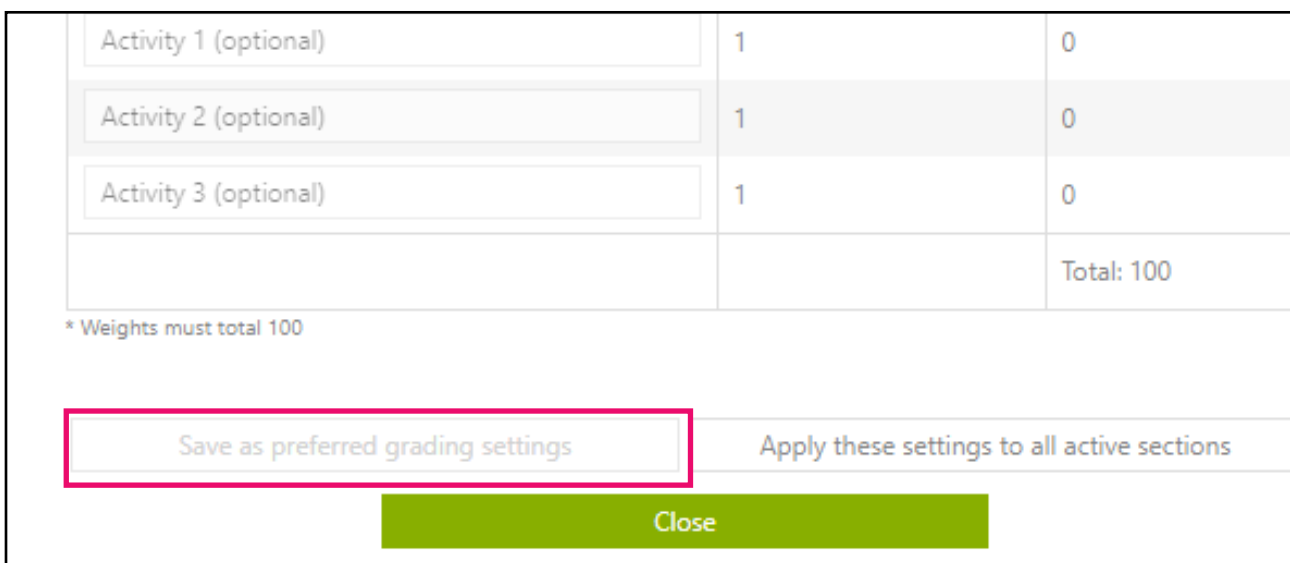 Activity 1 (optional) 1 0
Activity 2 (optional) 1 0
Activity 3 (optional) 1 0
Total: 100
* Weights must total 100
Save as preferred grading settings Apply these settings to all active sections
Close